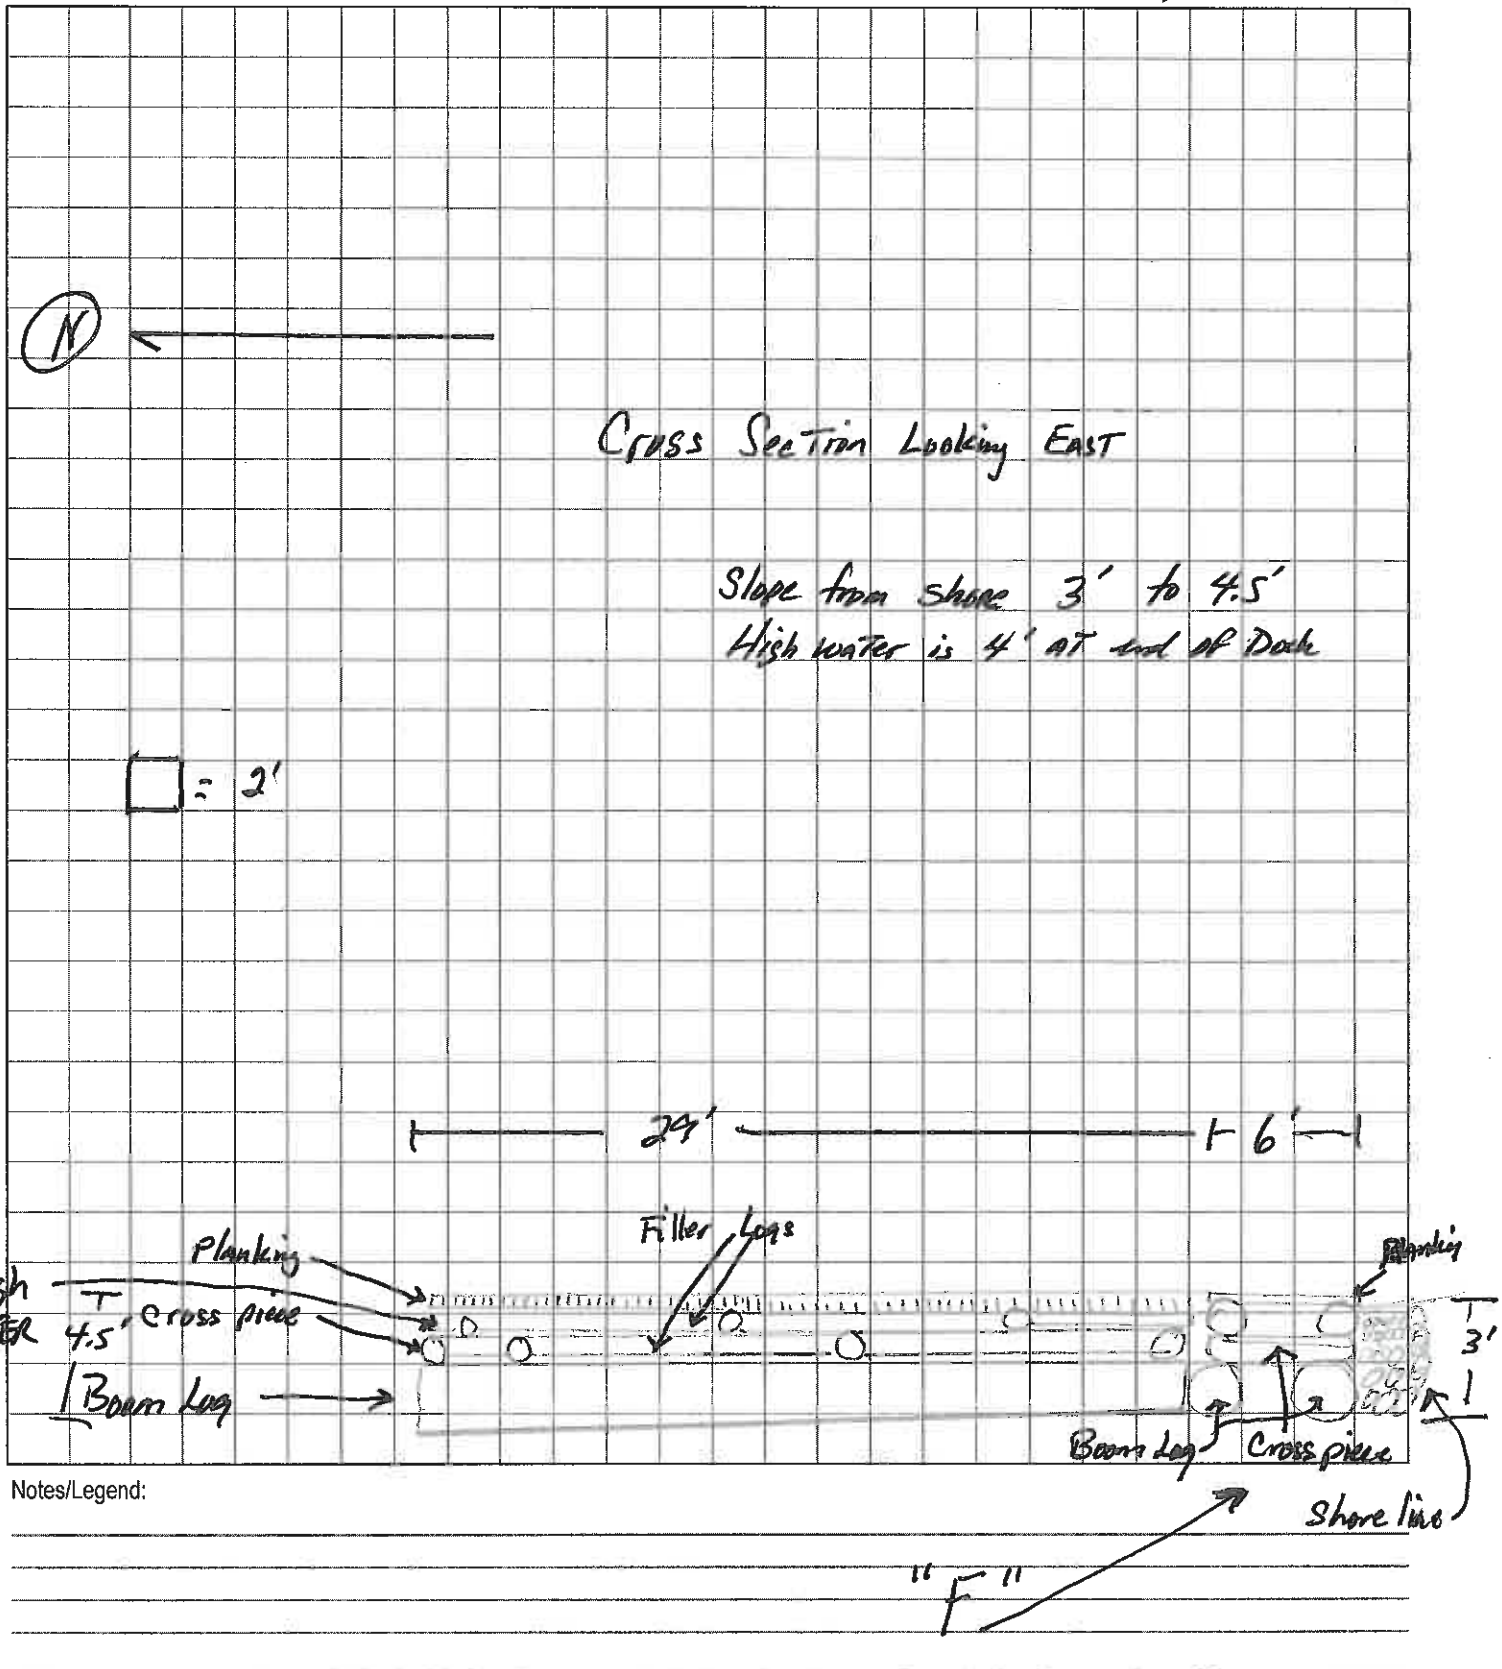 N
Cross Section Looking East
Slope from shore 3' to 4.5'
High water is 4' at end of Dock
= 2'
6'
Filler Logs
Planking
Planking
Cross piece
4.5'
3'
Boom Log
Boom Log
Cross piece
Notes/Legend:
Shore line
"F"